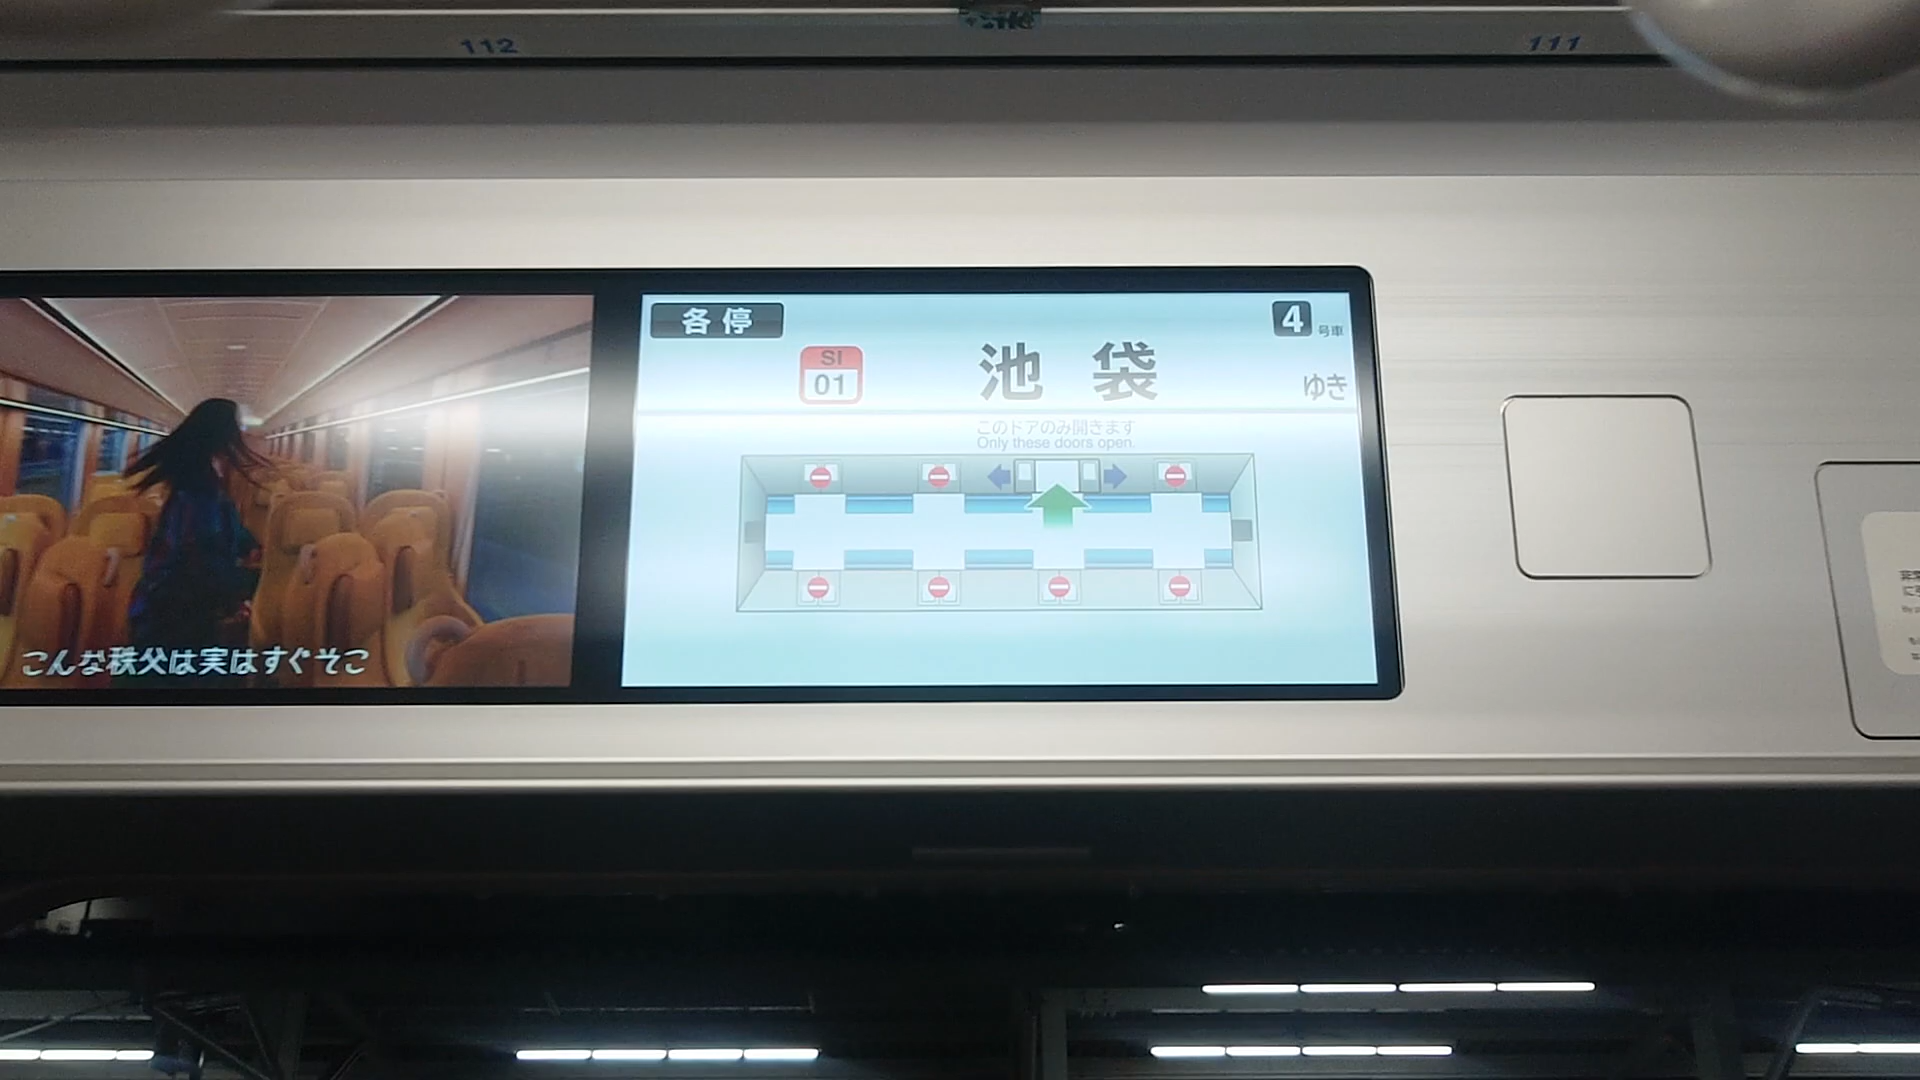 112
111
各停
4号車
SI
01
池袋
ゆき
このドアのみ開きます
Only these doors open.
こんな秩父は実はすぐそこ